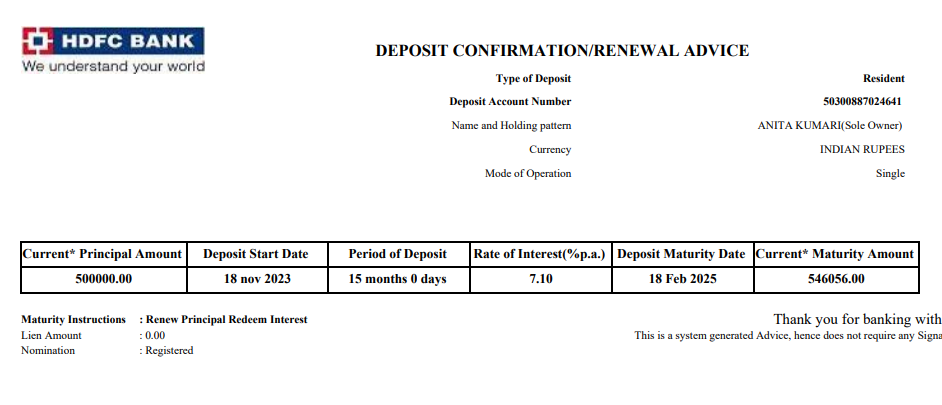 HDFC BANK
We understand your world
DEPOSIT CONFIRMATION/RENEWAL ADVICE
Type of Deposit Resident
Deposit Account Number 50300887024641
Name and Holding pattern ANITA KUMARI(Sole Owner)
Currency INDIAN RUPEES
Mode of Operation Single
Current* Principal Amount Deposit Start Date Period of Deposit Rate of Interest(%p.a.) Deposit Maturity Date Current* Maturity Amount
500000.00 18 nov 2023 15 months 0 days 7.10 18 Feb 2025 546056.00
Maturity Instructions : Renew Principal Redeem Interest
Thank you for banking with
Lien Amount : 0.00
This is a system generated Advice, hence does not require any Signa
Nomination : Registered